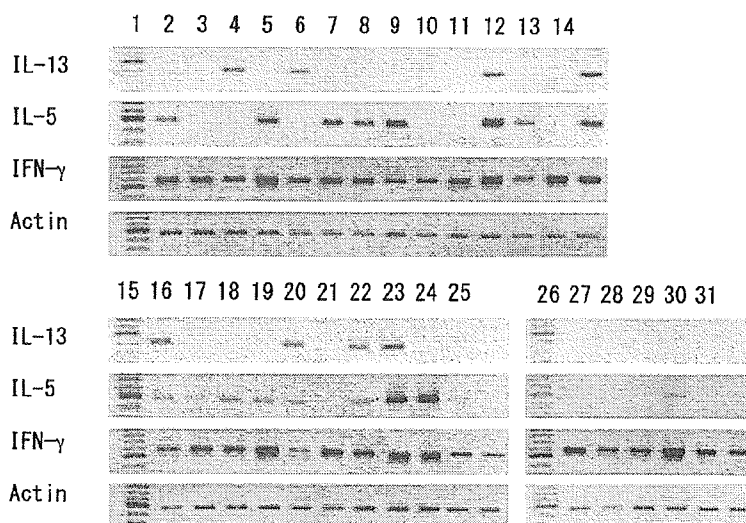 1 2 3 4 5 6 7 8 9 10 11 12 13 14
IL-13
IL-5
IFN-γ
Actin
15 16 17 18 19 20 21 22 23 24 25
26 27 28 29 30 31
IL-13
IL-5
IFN-γ
Actin